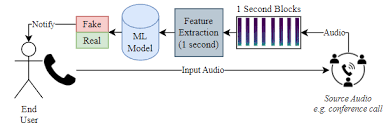 Notify
Fake
Real
ML
Model
Feature
Extraction
(1 second)
1 Second Blocks
Audio
Input Audio
End
User
Source Audio
e.g. conference call